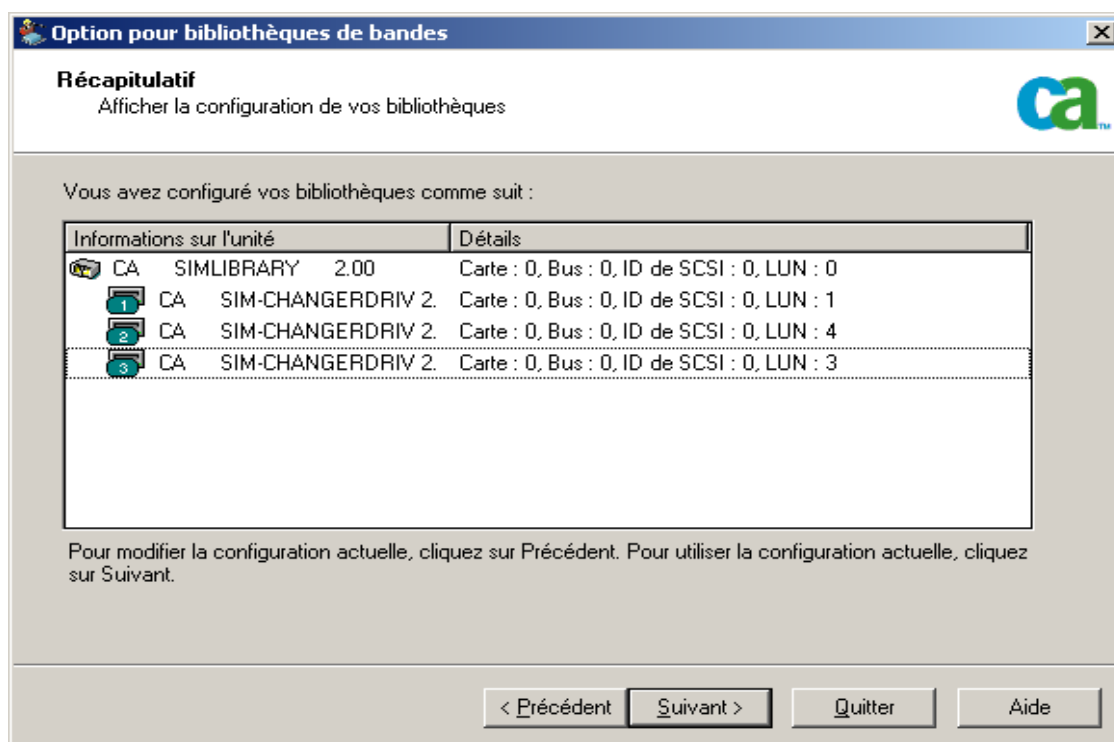 Option pour bibliothèques de bandes
Récapitulatif
Afficher la configuration de vos bibliothèques
ca
TM
Vous avez configuré vos bibliothèques comme suit :
Informations sur l'unité Détails
CA SIMLIBRARY 2.00 Carte : 0, Bus : 0, ID de SCSI : 0, LUN : 0
1 CA SIM-CHANGERDRIV 2. Carte : 0, Bus : 0, ID de SCSI : 0, LUN : 1
2 CA SIM-CHANGERDRIV 2. Carte : 0, Bus : 0, ID de SCSI : 0, LUN : 4
3 CA SIM-CHANGERDRIV 2. Carte : 0, Bus : 0, ID de SCSI : 0, LUN : 3
Pour modifier la configuration actuelle, cliquez sur Précédent. Pour utiliser la configuration actuelle, cliquez
sur Suivant.
< Précédent Suivant > Quitter Aide